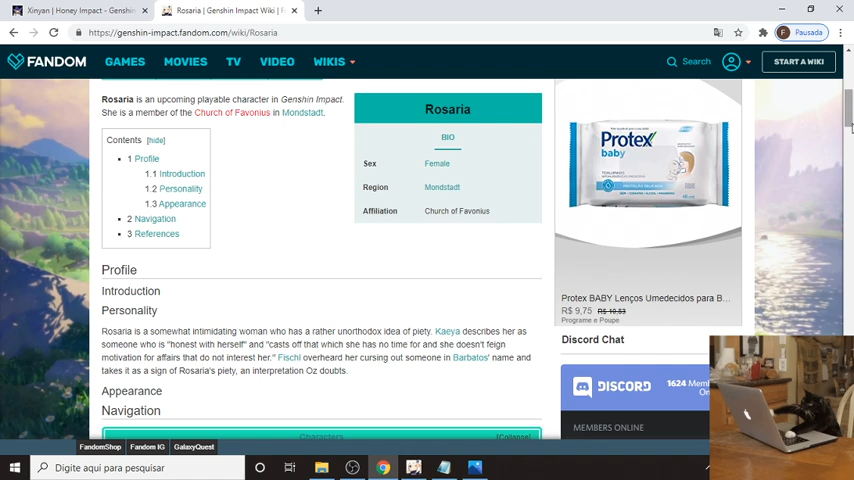 Xinyan | Honey Impact - Genshin
Rosaria | Genshin Impact Wiki | F
https://genshin-impact.fandom.com/wiki/Rosaria
Pausada
FANDOM
GAMES
MOVIES
TV
VIDEO
WIKIS
Search
START A WIKI
Rosaria is an upcoming playable character in Genshin Impact.
She is a member of the Church of Favonius in Mondstadt.
Contents [hide]
1 Profile
1.1 Introduction
1.2 Personality
1.3 Appearance
2 Navigation
3 References
Rosaria
BIO
Sex Female
Region Mondstadt
Affiliation Church of Favonius
Profile
Introduction
Personality
Rosaria is a somewhat intimidating woman who has a rather unorthodox idea of piety. Kaeya describes her as
someone who is "honest with herself" and "casts off that which she has no time for and she doesn't feign
motivation for affairs that do not interest her." Fischl overheard her cursing out someone in Barbatos' name and
takes it as a sign of Rosaria's piety, an interpretation Oz doubts.
Appearance
Navigation
Characters
[Collapse]
Protex
baby
Protex BABY Lenços Umedecidos para B...
R$ 9,75 R$ 10,83
Programe e Poupe
Discord Chat
DISCORD
1624 Mem
MEMBERS ONLINE
FandomShop
Fandom IG
GalaxyQuest
Digite aqui para pesquisar